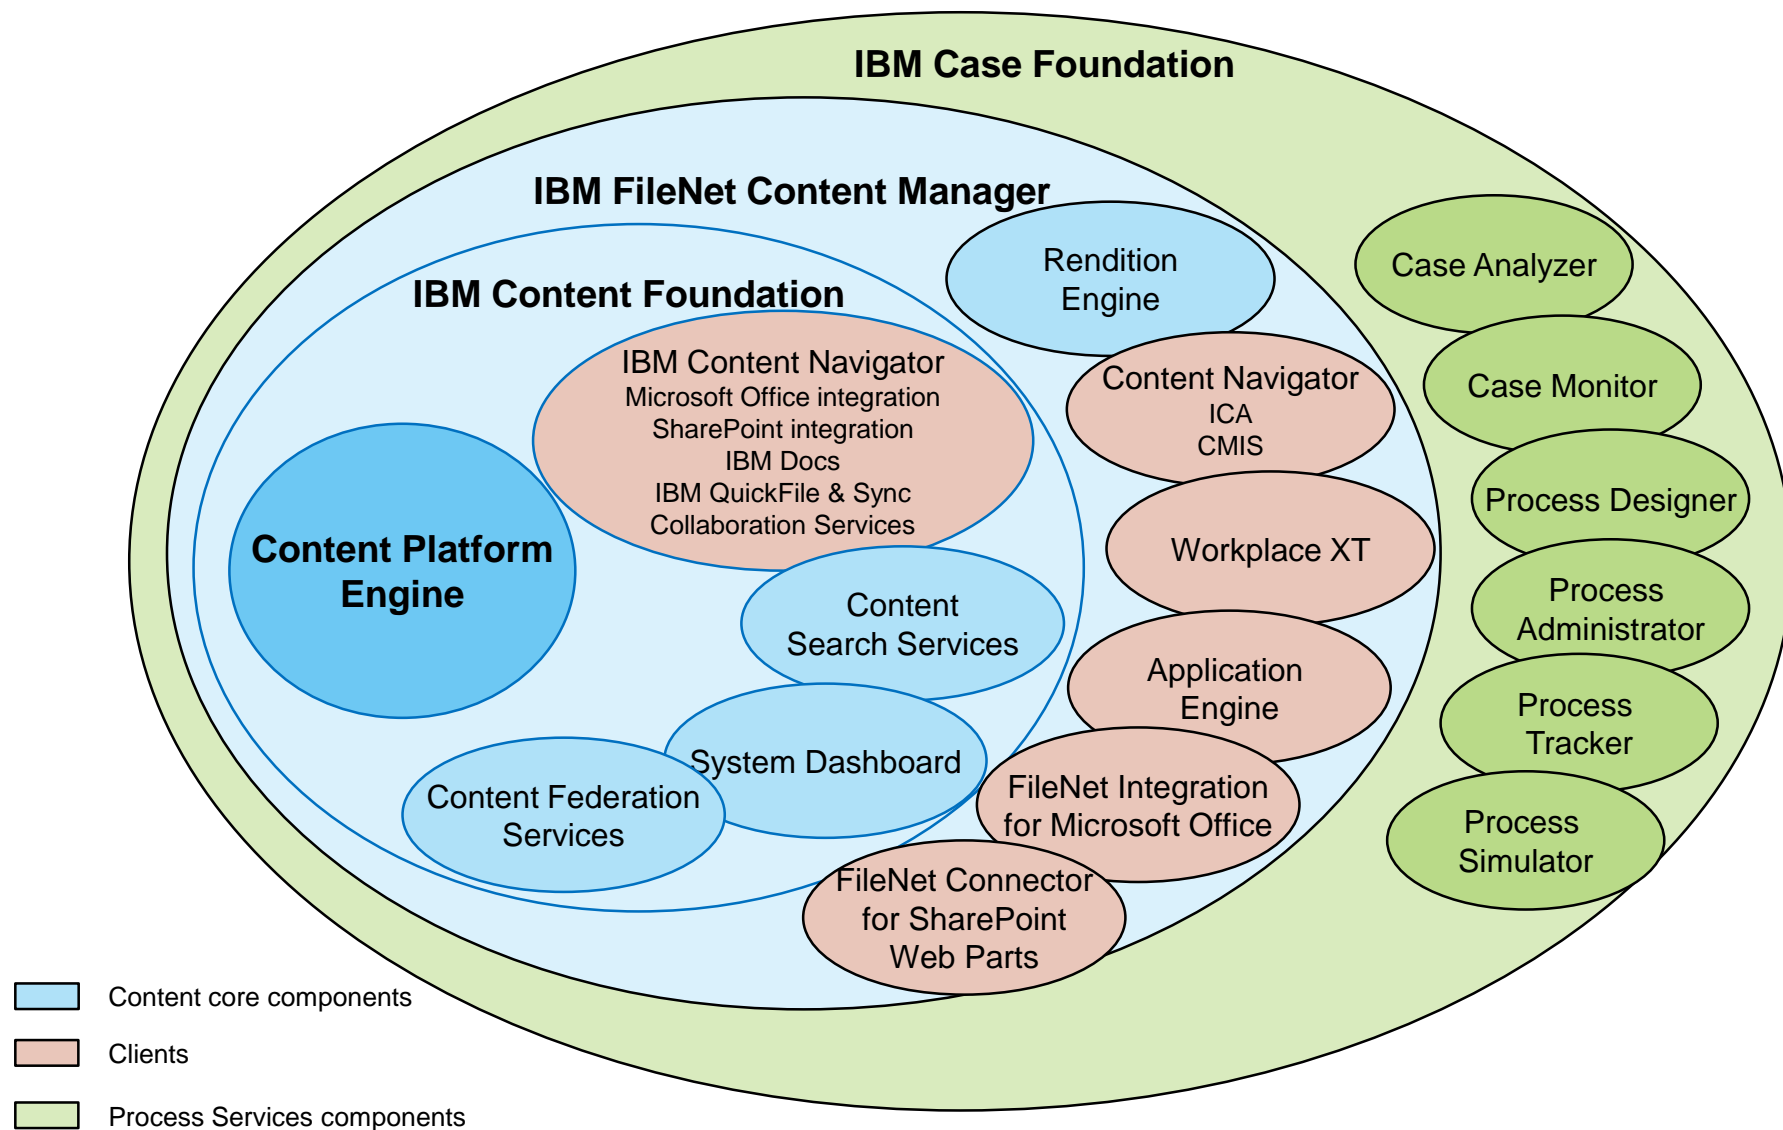 IBM Case Foundation
IBM FileNet Content Manager
IBM Content Foundation
IBM Content Navigator
Microsoft Office integration
SharePoint integration
IBM Docs
IBM QuickFile & Sync
Collaboration Services
Content Platform
Engine
Content
Search Services
System Dashboard
Content Federation
Services
Rendition
Engine
Content Navigator
ICA
CMIS
Workplace XT
Application
Engine
FileNet Integration
for Microsoft Office
FileNet Connector
for SharePoint
Web Parts
Case Analyzer
Case Monitor
Process Designer
Process
Administrator
Process
Tracker
Process
Simulator
Content core components
Clients
Process Services components